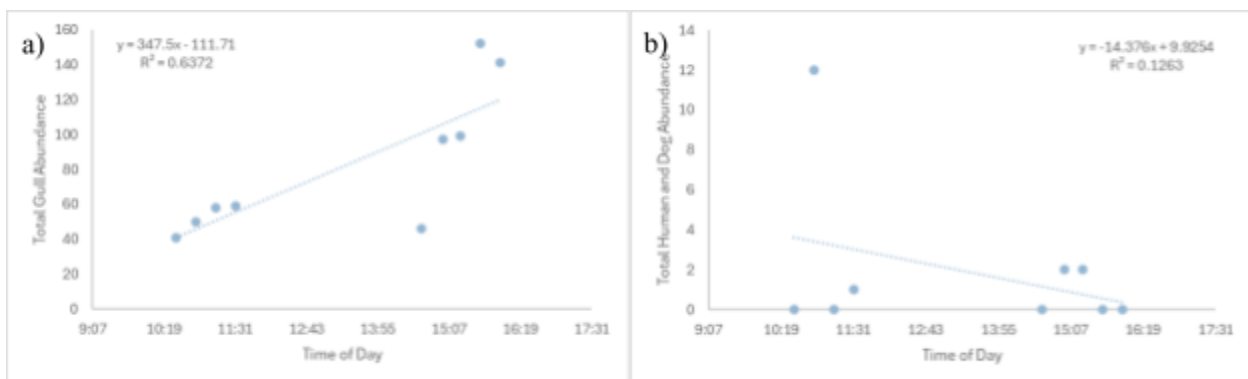 a)
y = 347.5x - 111.71
R² = 0.6372
Total Gull Abundance
160
140
120
100
80
60
40
20
0
9:07 10:19 11:31 12:43 13:55 15:07 16:19 17:31
Time of Day
b)
y = -14.376x + 9.9254
R² = 0.1263
Total Human and Dog Abundance
14
12
10
8
6
4
2
0
9:07 10:19 11:31 12:43 13:55 15:07 16:19 17:31
Time of Day